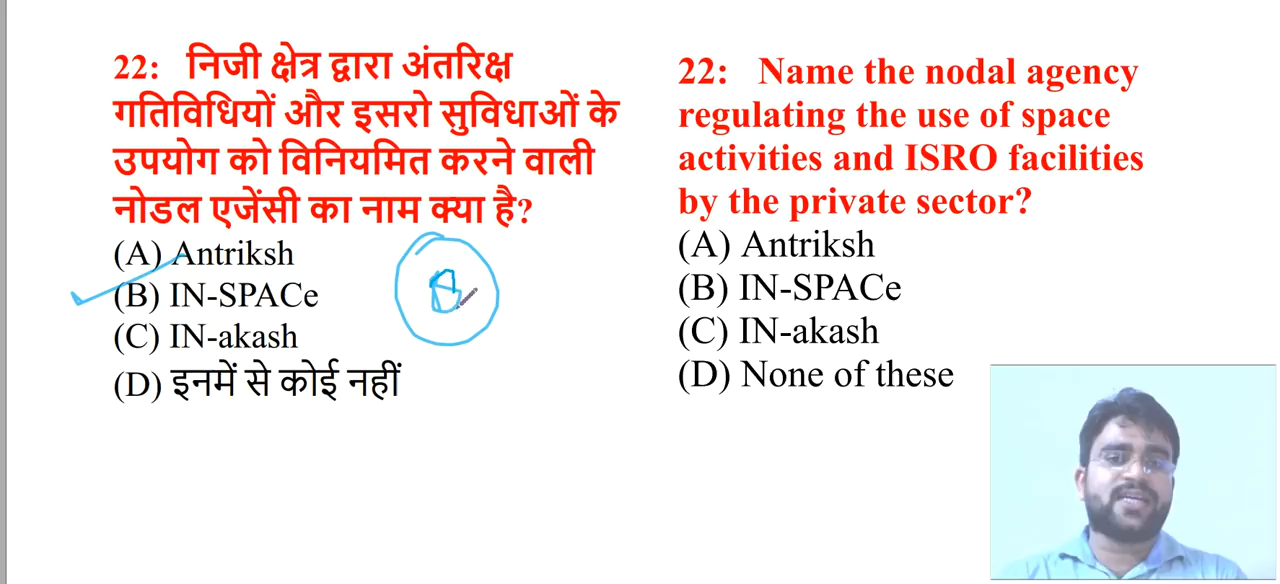 22: निजी क्षेत्र द्वारा अंतरिक्ष
गतिविधियों और इसरो सुविधाओं के
उपयोग को विनियमित करने वाली
नोडल एजेंसी का नाम क्या है?
(A) Antriksh
(B) IN-SPACe
(C) IN-akash
(D) इनमें से कोई नहीं
B
22: Name the nodal agency
regulating the use of space
activities and ISRO facilities
by the private sector?
(A) Antriksh
(B) IN-SPACe
(C) IN-akash
(D) None of these